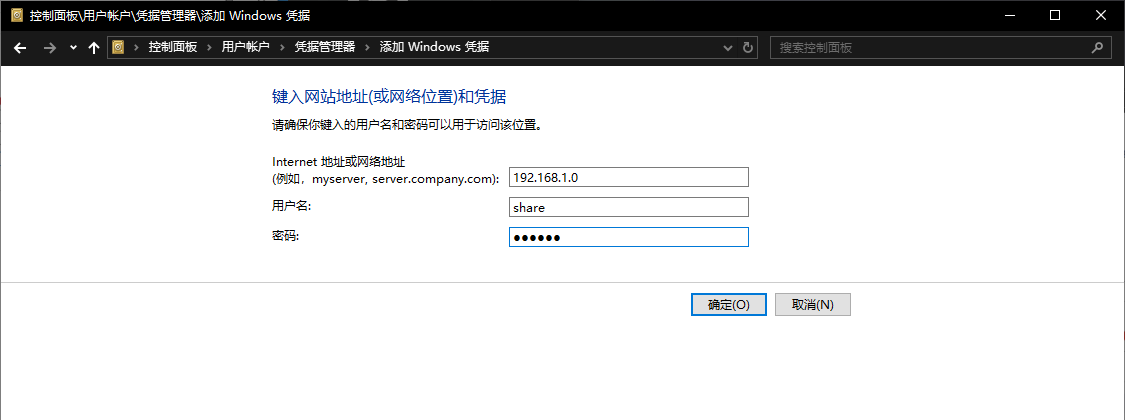 控制面板\用户帐户\凭据管理器\添加 Windows 凭据
控制面板 用户帐户 凭据管理器 添加 Windows 凭据 搜索控制面板
键入网站地址(或网络位置)和凭据
请确保你键入的用户名和密码可以用于访问该位置。
Internet 地址或网络地址
(例如，myserver, server.company.com): 192.168.1.0
用户名: share
密码: ●●●●●●
确定(O) 取消(N)